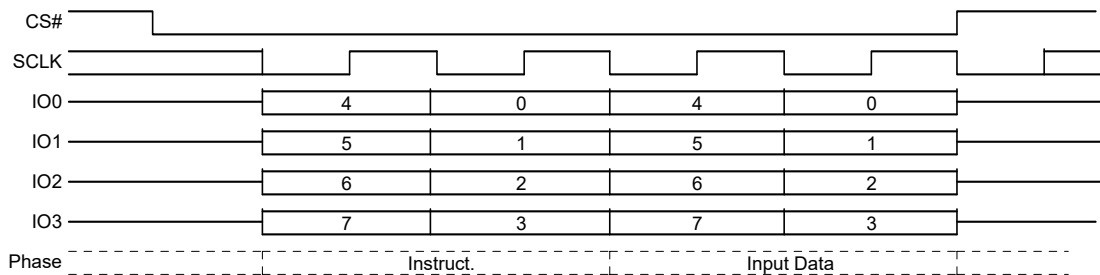 CS#
SCLK
IO0 4 0 4 0
IO1 5 1 5 1
IO2 6 2 6 2
IO3 7 3 7 3
Phase Instruct. Input Data